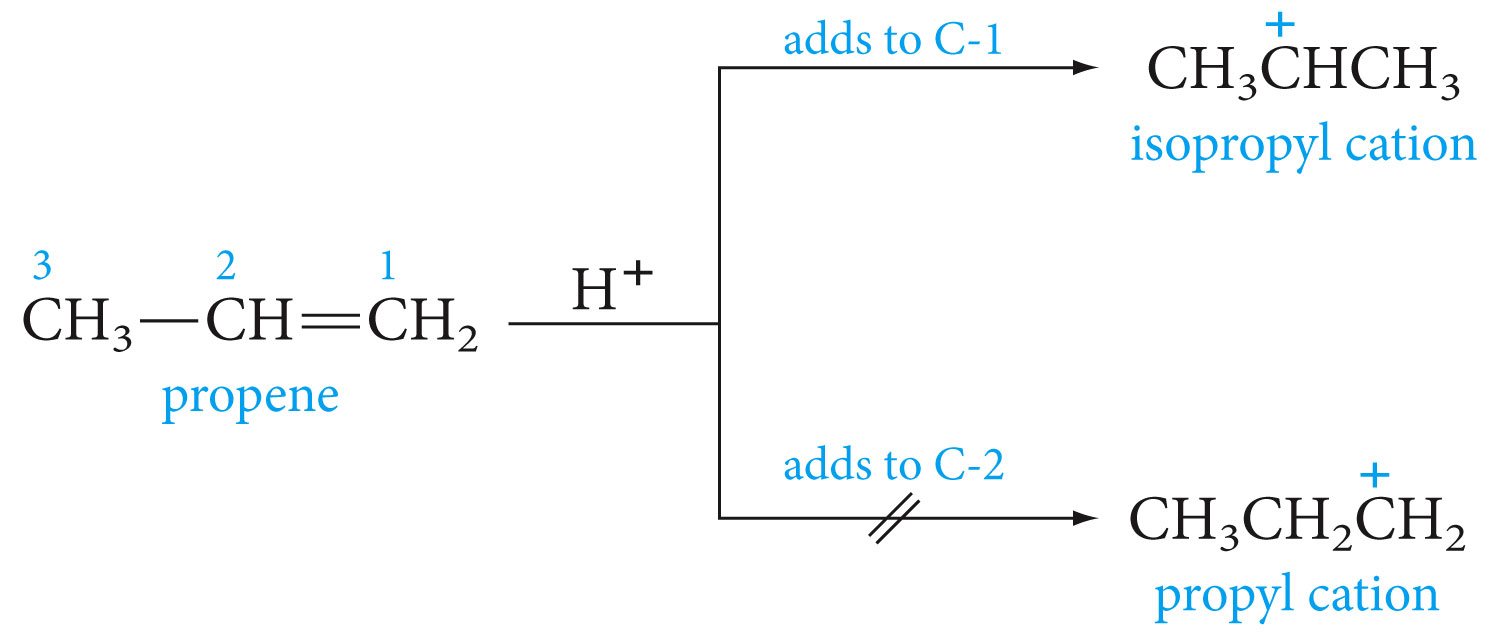 adds to C-1
+
CH₃CHCH₃
isopropyl cation
3 2 1
CH₃—CH=CH₂
propene
H⁺
adds to C-2
+
CH₃CH₂CH₂
propyl cation